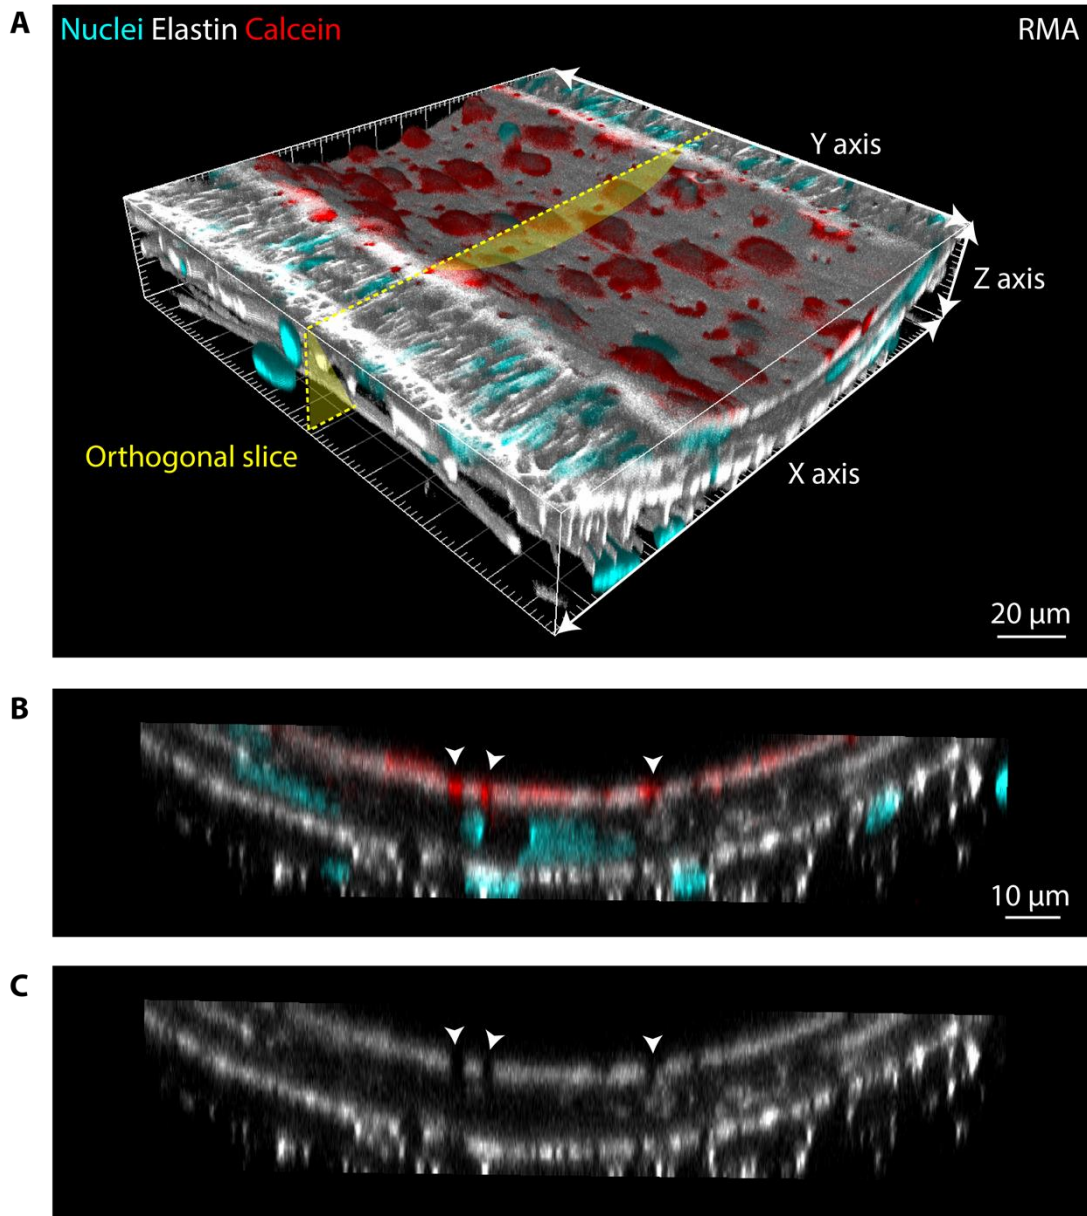 A
Nuclei Elastin Calcein
RMA
Y axis
Z axis
Orthogonal slice
X axis
20 µm
B
10 µm
C